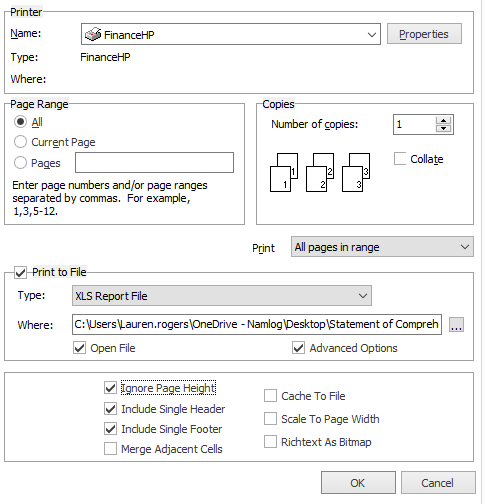 Printer
Name: FinanceHP Properties
Type: FinanceHP
Where:
Page Range
All
Current Page
Pages
Enter page numbers and/or page ranges
separated by commas. For example,
1,3,5-12.
Copies
Number of copies: 1
1 1 2 2 3 3
Collate
Print All pages in range
Print to File
Type: XLS Report File
Where: C:\Users\Lauren.rogers\OneDrive - Namlog\Desktop\Statement of Compreh ...
Open File Advanced Options
Ignore Page Height
Include Single Header
Include Single Footer
Merge Adjacent Cells
Cache To File
Scale To Page Width
Richtext As Bitmap
OK Cancel